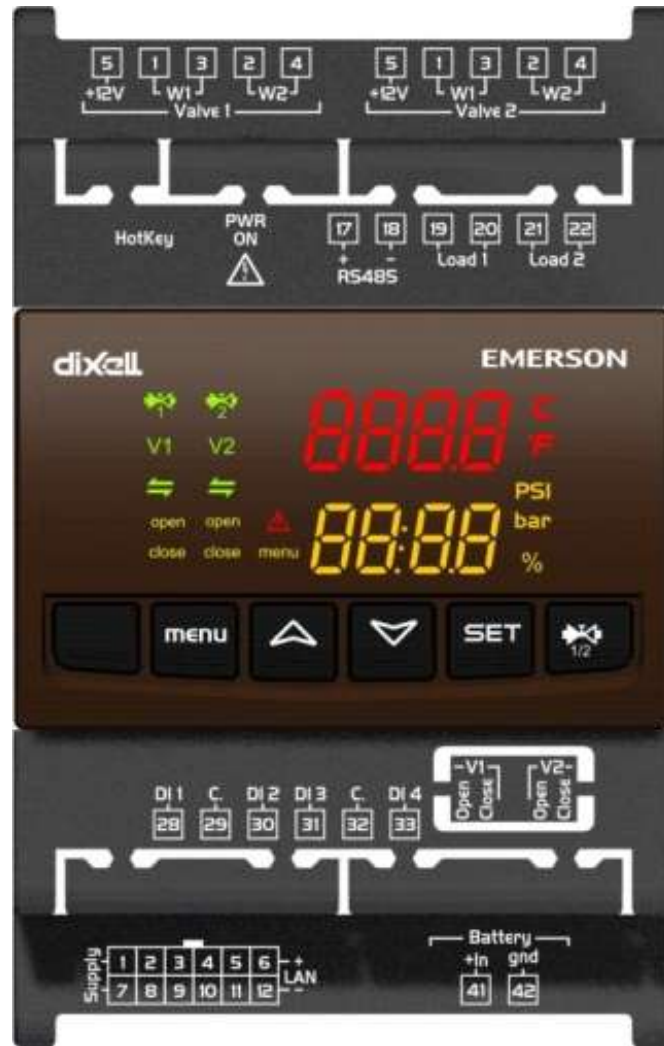 5 1 3 2 4 5 1 3 2 4
+12V W1 W2 +12V W1 W2
Valve 1 Valve 2
HotKey PWR ON 17 18 19 20 21 22
+ - Load 1 Load 2
RS485
dixell EMERSON
1 2 88:8.8 C
V1 V2 °F
PSI
open open 88:8.8 bar
close close menu %
menu SET 1/2
V1 V2
Open Close Open Close
DI 1 C. DI 2 DI 3 C. DI 4
28 29 30 31 32 33
Battery
+In gnd
Supply 1 2 3 4 5 6 + LAN
7 8 9 10 11 12 - 41 42